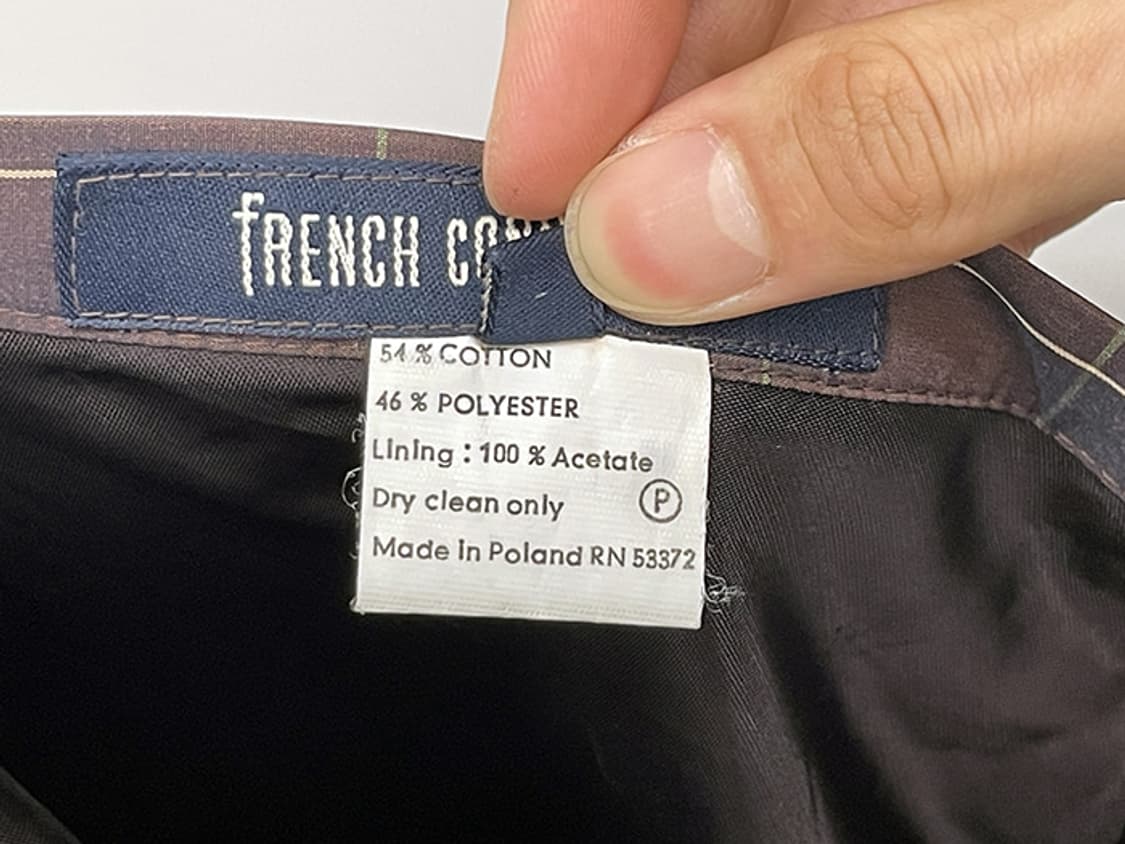 fRENCH
54 % COTTON
46 % POLYESTER
Lining : 100 % Acetate
Dry clean only P
Made in Poland RN 53372